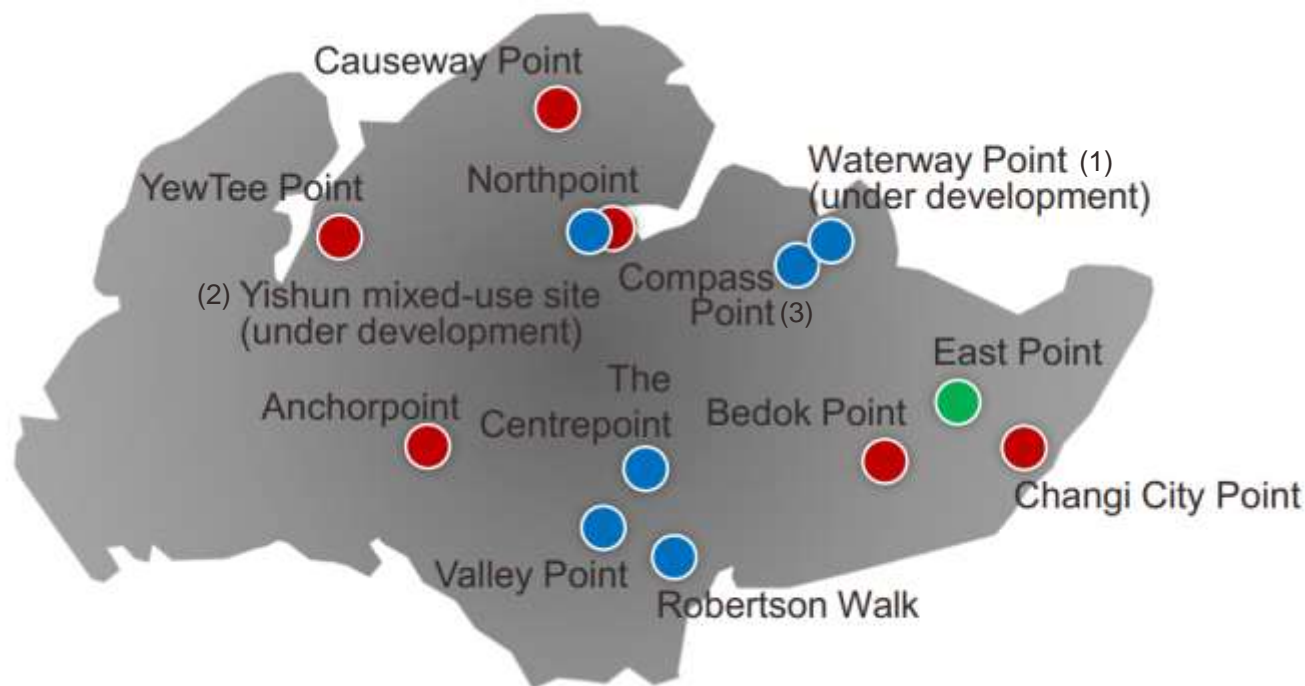 Causeway Point
Waterway Point (1)
(under development)
YewTee Point
Northpoint
(2) Yishun mixed-use site
(under development)
Compass
Point (3)
East Point
The
Centrepoint
Anchorpoint
Bedok Point
Changi City Point
Valley Point
Robertson Walk